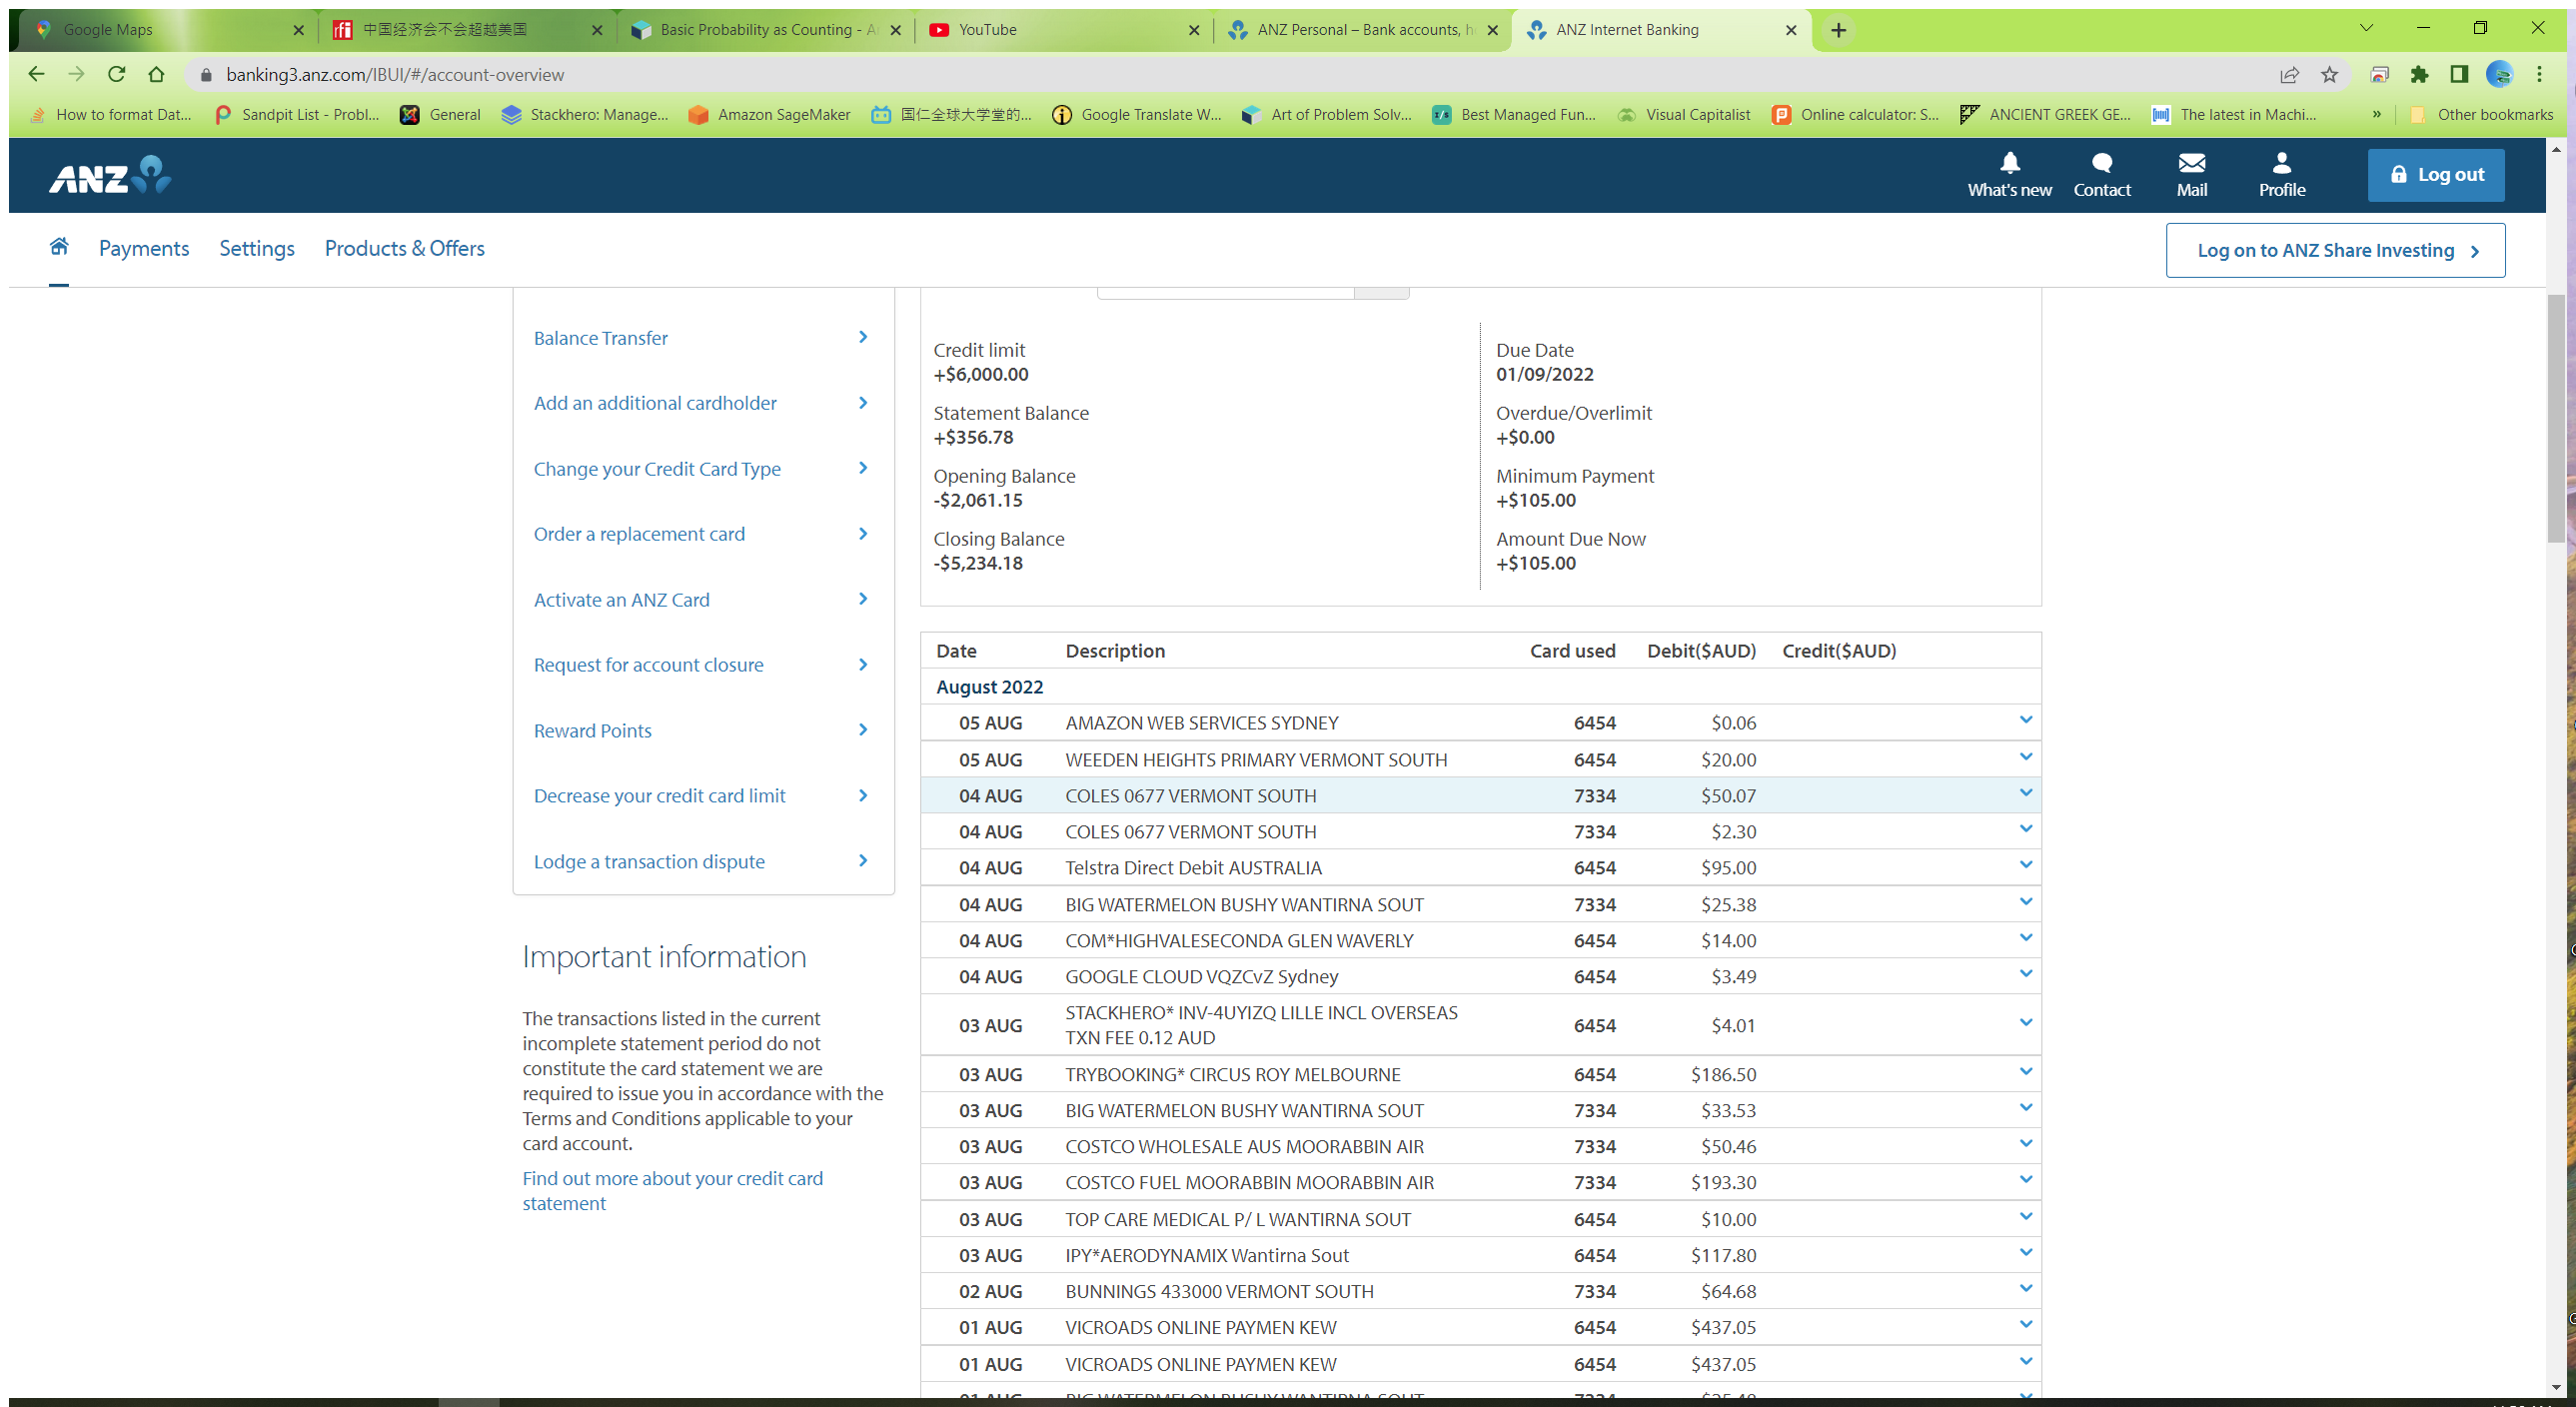 Google Maps
rfi 中国经济会不会超越美国
Basic Probability as Counting - A
YouTube
ANZ Personal – Bank accounts, h
ANZ Internet Banking
banking3.anz.com/IBUI/#/account-overview
How to format Dat...
Sandpit List - Probl...
General
Stackhero: Manage...
Amazon SageMaker
国仁全球大学堂的...
Google Translate W...
Art of Problem Solv...
Best Managed Fun...
Visual Capitalist
Online calculator: S...
ANCIENT GREEK GE...
The latest in Machi...
»
Other bookmarks
ANZ
What's new
Contact
Mail
Profile
Log out
Payments
Settings
Products & Offers
Log on to ANZ Share Investing
Balance Transfer
Add an additional cardholder
Change your Credit Card Type
Order a replacement card
Activate an ANZ Card
Request for account closure
Reward Points
Decrease your credit card limit
Lodge a transaction dispute
Important information
The transactions listed in the current
incomplete statement period do not
constitute the card statement we are
required to issue you in accordance with the
Terms and Conditions applicable to your
card account.
Find out more about your credit card
statement
Credit limit
+$6,000.00
Statement Balance
+$356.78
Opening Balance
-$2,061.15
Closing Balance
-$5,234.18
Due Date
01/09/2022
Overdue/Overlimit
+$0.00
Minimum Payment
+$105.00
Amount Due Now
+$105.00
Date Description Card used Debit($AUD) Credit($AUD)
August 2022
05 AUG AMAZON WEB SERVICES SYDNEY 6454 $0.06
05 AUG WEEDEN HEIGHTS PRIMARY VERMONT SOUTH 6454 $20.00
04 AUG COLES 0677 VERMONT SOUTH 7334 $50.07
04 AUG COLES 0677 VERMONT SOUTH 7334 $2.30
04 AUG Telstra Direct Debit AUSTRALIA 6454 $95.00
04 AUG BIG WATERMELON BUSHY WANTIRNA SOUT 7334 $25.38
04 AUG COM*HIGHVALESECONDA GLEN WAVERLY 6454 $14.00
04 AUG GOOGLE CLOUD VQZCvZ Sydney 6454 $3.49
03 AUG STACKHERO* INV-4UYIZQ LILLE INCL OVERSEAS
TXN FEE 0.12 AUD 6454 $4.01
03 AUG TRYBOOKING* CIRCUS ROY MELBOURNE 6454 $186.50
03 AUG BIG WATERMELON BUSHY WANTIRNA SOUT 7334 $33.53
03 AUG COSTCO WHOLESALE AUS MOORABBIN AIR 7334 $50.46
03 AUG COSTCO FUEL MOORABBIN MOORABBIN AIR 7334 $193.30
03 AUG TOP CARE MEDICAL P/ L WANTIRNA SOUT 6454 $10.00
03 AUG IPY*AERODYNAMIX Wantirna Sout 6454 $117.80
02 AUG BUNNINGS 433000 VERMONT SOUTH 7334 $64.68
01 AUG VICROADS ONLINE PAYMEN KEW 6454 $437.05
01 AUG VICROADS ONLINE PAYMEN KEW 6454 $437.05